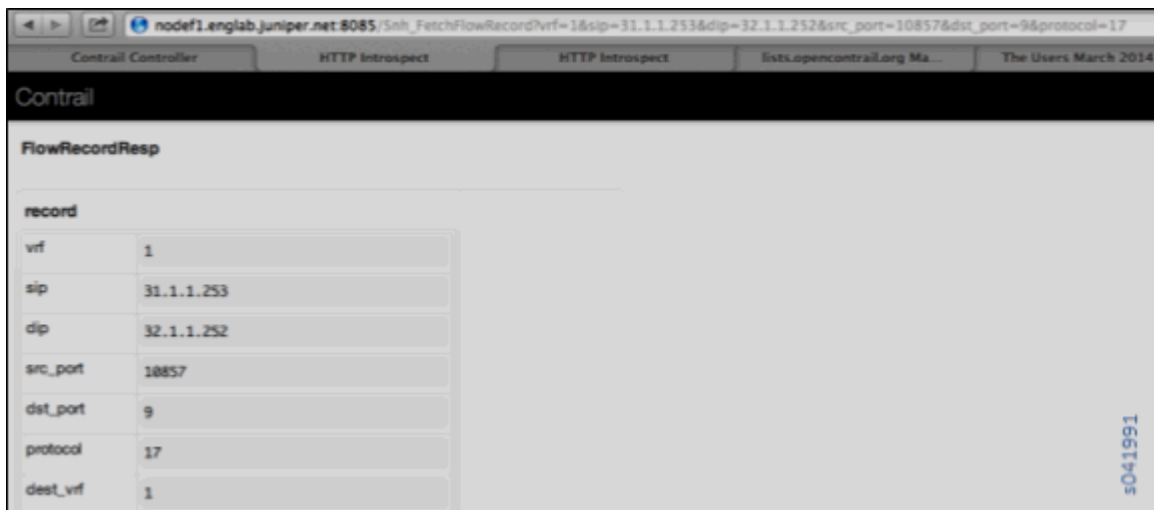 nodef1.englab.juniper.net:8085/Snh_FetchFlowRecord?vrf=1&sip=31.1.1.253&dip=32.1.1.252&src_port=10857&dst_port=9&protocol=17
Contrail Controller HTTP Introspect HTTP Introspect lists.opencontrail.org Ma... The Users March 2014
Contrail
FlowRecordResp
record
vrf 1
sip 31.1.1.253
dip 32.1.1.252
src_port 10857
dst_port 9
protocol 17
dest_vrf 1
s041991